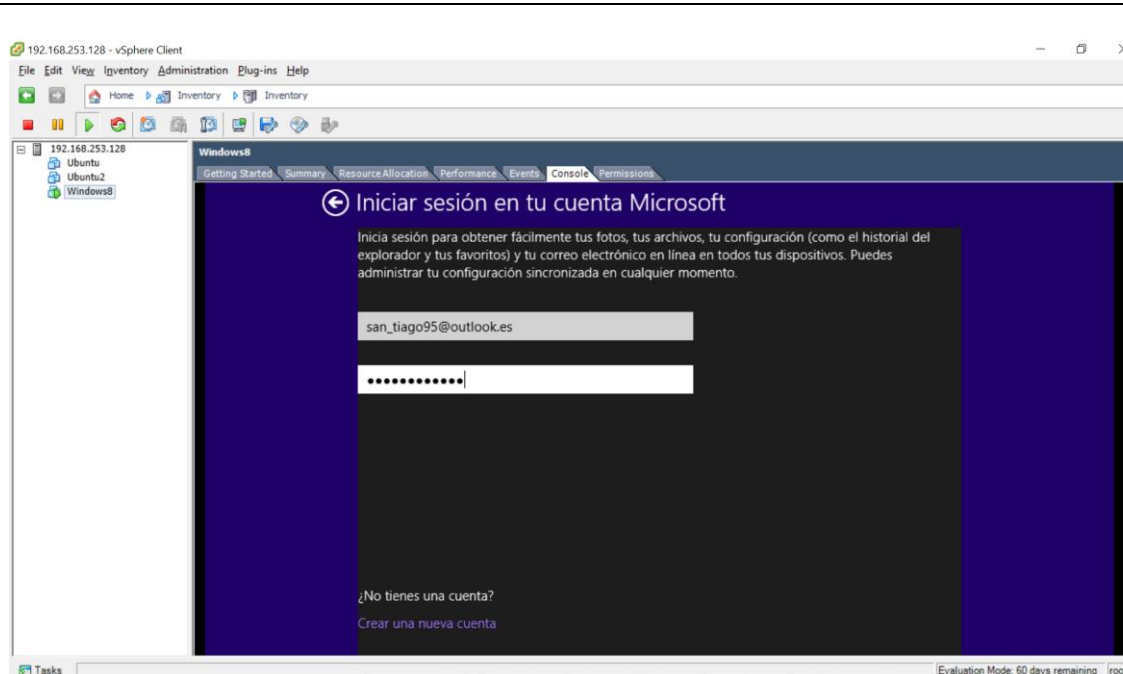 192.168.253.128 - vSphere Client
File Edit View Inventory Administration Plug-ins Help
Home Inventory Inventory
192.168.253.128
Ubuntu
Ubuntu2
Windows8
Windows8
Getting Started Summary Resource Allocation Performance Events Console Permissions
Iniciar sesión en tu cuenta Microsoft
Inicia sesión para obtener fácilmente tus fotos, tus archivos, tu configuración (como el historial del
explorador y tus favoritos) y tu correo electrónico en línea en todos tus dispositivos. Puedes
administrar tu configuración sincronizada en cualquier momento.
san_tiago95@outlook.es
••••••••••••
¿No tienes una cuenta?
Crear una nueva cuenta
Tasks
Evaluation Mode: 60 days remaining